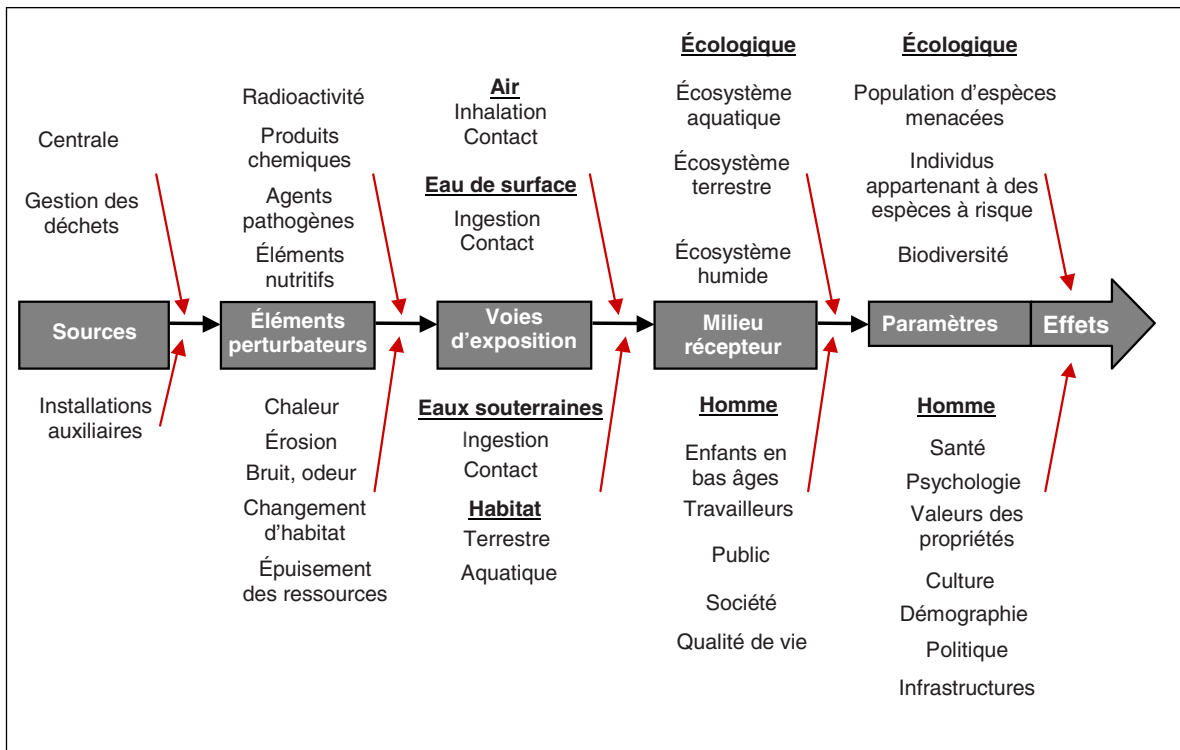 Centrale
Gestion des
déchets
Sources
Installations
auxiliaires
Radioactivité
Produits
chimiques
Agents
pathogènes
Éléments
nutritifs
Éléments
perturbateurs
Chaleur
Érosion
Bruit, odeur
Changement
d'habitat
Épuisement
des ressources
Air
Inhalation
Contact
Eau de surface
Ingestion
Contact
Voies
d'exposition
Eaux souterraines
Ingestion
Contact
Habitat
Terrestre
Aquatique
Écologique
Écosystème
aquatique
Écosystème
terrestre
Écosystème
humide
Milieu
récepteur
Homme
Enfants en
bas âges
Travailleurs
Public
Société
Qualité de vie
Écologique
Population d'espèces
menacées
Individus
appartenant à des
espèces à risque
Biodiversité
Paramètres
Effets
Homme
Santé
Psychologie
Valeurs des
propriétés
Culture
Démographie
Politique
Infrastructures